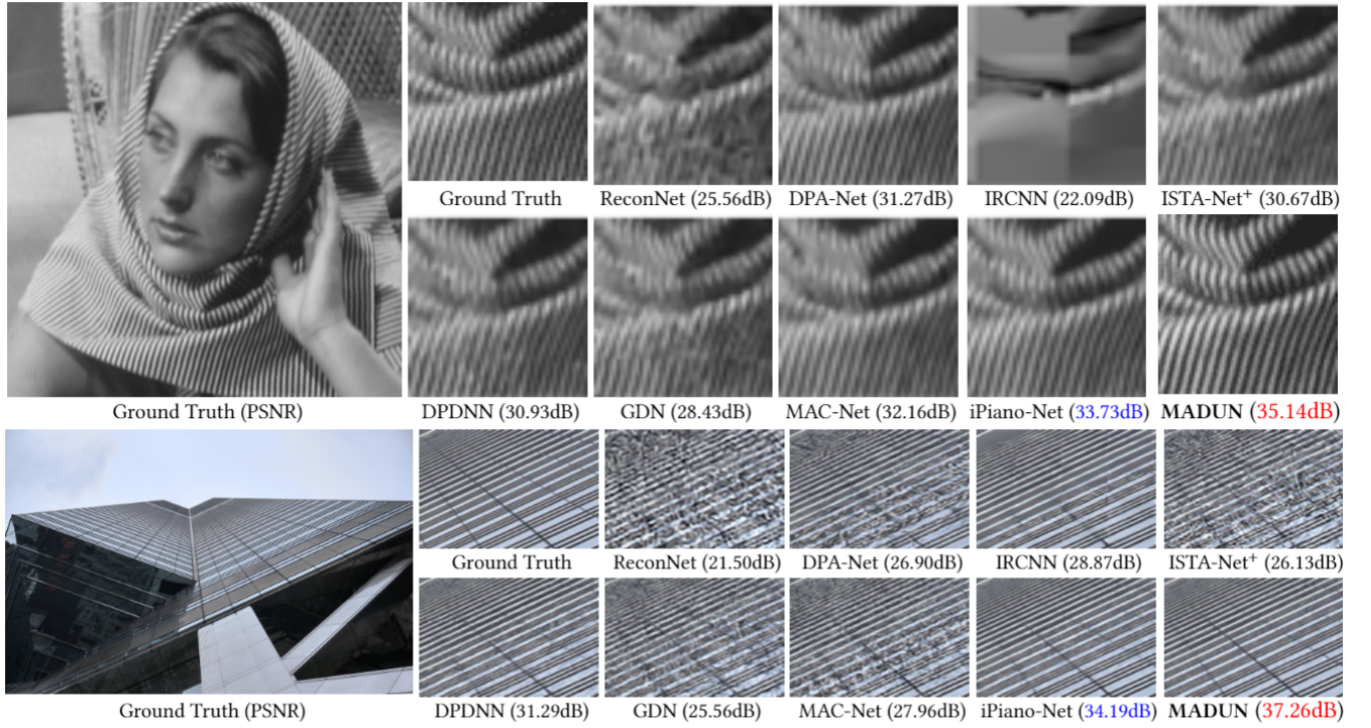 Ground Truth ReconNet (25.56dB) DPA-Net (31.27dB) IRCNN (22.09dB) ISTA-Net⁺ (30.67dB)
Ground Truth (PSNR) DPDNN (30.93dB) GDN (28.43dB) MAC-Net (32.16dB) iPiano-Net (33.73dB) MADUN (35.14dB)
Ground Truth ReconNet (21.50dB) DPA-Net (26.90dB) IRCNN (28.87dB) ISTA-Net⁺ (26.13dB)
Ground Truth (PSNR) DPDNN (31.29dB) GDN (25.56dB) MAC-Net (27.96dB) iPiano-Net (34.19dB) MADUN (37.26dB)